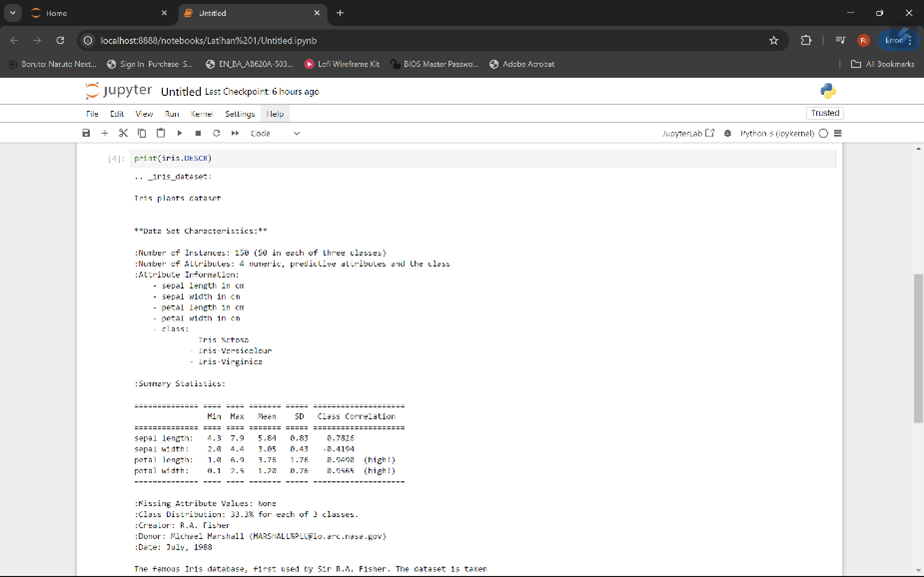 Home
Untitled
localhost:8888/notebooks/Latihan%201/Untitled.ipynb
Error
Boruto: Naruto Next...
Sign In Purchase S...
EN_BA_A8620A-503...
Lofi Wireframe Kit
BIOS Master Passwo...
Adobe Acrobat
All Bookmarks
jupyter Untitled Last Checkpoint: 6 hours ago
File Edit View Run Kernel Settings Help
Trusted
Code
JupyterLab
Python 3 (ipykernel)
[4]: print(iris.DESCR)
.. _iris_dataset:
Iris plants dataset
**Data Set Characteristics:**
:Number of Instances: 150 (50 in each of three classes)
:Number of Attributes: 4 numeric, predictive attributes and the class
:Attribute Information:
- sepal length in cm
- sepal width in cm
- petal length in cm
- petal width in cm
- class:
- Iris-Setosa
- Iris-Versicolour
- Iris-Virginica
:Summary Statistics:
============== ==== ==== ======= ===== ====================
Min Max Mean SD Class Correlation
============== ==== ==== ======= ===== ====================
sepal length: 4.3 7.9 5.84 0.83 0.7826
sepal width: 2.0 4.4 3.05 0.43 -0.4194
petal length: 1.0 6.9 3.76 1.76 0.9490 (high!)
petal width: 0.1 2.5 1.20 0.76 0.9565 (high!)
============== ==== ==== ======= ===== ====================
:Missing Attribute Values: None
:Class Distribution: 33.3% for each of 3 classes.
:Creator: R.A. Fisher
:Donor: Michael Marshall (MARSHALL%PLU@io.arc.nasa.gov)
:Date: July, 1988
The famous Iris database, first used by Sir R.A. Fisher. The dataset is taken